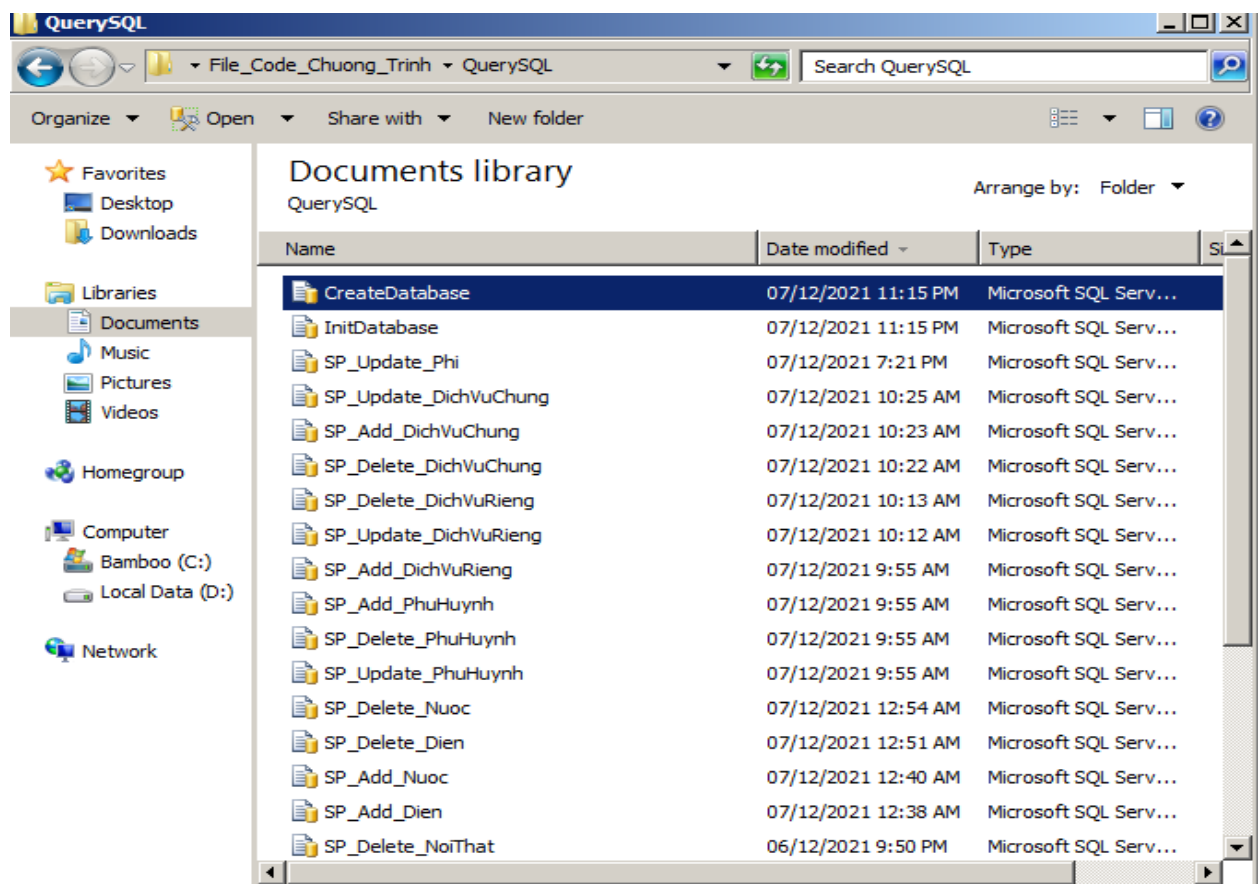 QuerySQL
File_Code_Chuong_Trinh QuerySQL Search QuerySQL
Organize Open Share with New folder
Favorites
Desktop
Downloads
Libraries
Documents
Music
Pictures
Videos
Homegroup
Computer
Bamboo (C:)
Local Data (D:)
Network
Documents library
QuerySQL
Arrange by: Folder
Name Date modified Type Si
CreateDatabase 07/12/2021 11:15 PM Microsoft SQL Serv...
InitDatabase 07/12/2021 11:15 PM Microsoft SQL Serv...
SP_Update_Phi 07/12/2021 7:21 PM Microsoft SQL Serv...
SP_Update_DichVuChung 07/12/2021 10:25 AM Microsoft SQL Serv...
SP_Add_DichVuChung 07/12/2021 10:23 AM Microsoft SQL Serv...
SP_Delete_DichVuChung 07/12/2021 10:22 AM Microsoft SQL Serv...
SP_Delete_DichVuRieng 07/12/2021 10:13 AM Microsoft SQL Serv...
SP_Update_DichVuRieng 07/12/2021 10:12 AM Microsoft SQL Serv...
SP_Add_DichVuRieng 07/12/2021 9:55 AM Microsoft SQL Serv...
SP_Add_PhuHuynh 07/12/2021 9:55 AM Microsoft SQL Serv...
SP_Delete_PhuHuynh 07/12/2021 9:55 AM Microsoft SQL Serv...
SP_Update_PhuHuynh 07/12/2021 9:55 AM Microsoft SQL Serv...
SP_Delete_Nuoc 07/12/2021 12:54 AM Microsoft SQL Serv...
SP_Delete_Dien 07/12/2021 12:51 AM Microsoft SQL Serv...
SP_Add_Nuoc 07/12/2021 12:40 AM Microsoft SQL Serv...
SP_Add_Dien 07/12/2021 12:38 AM Microsoft SQL Serv...
SP_Delete_NoiThat 06/12/2021 9:50 PM Microsoft SQL Serv...